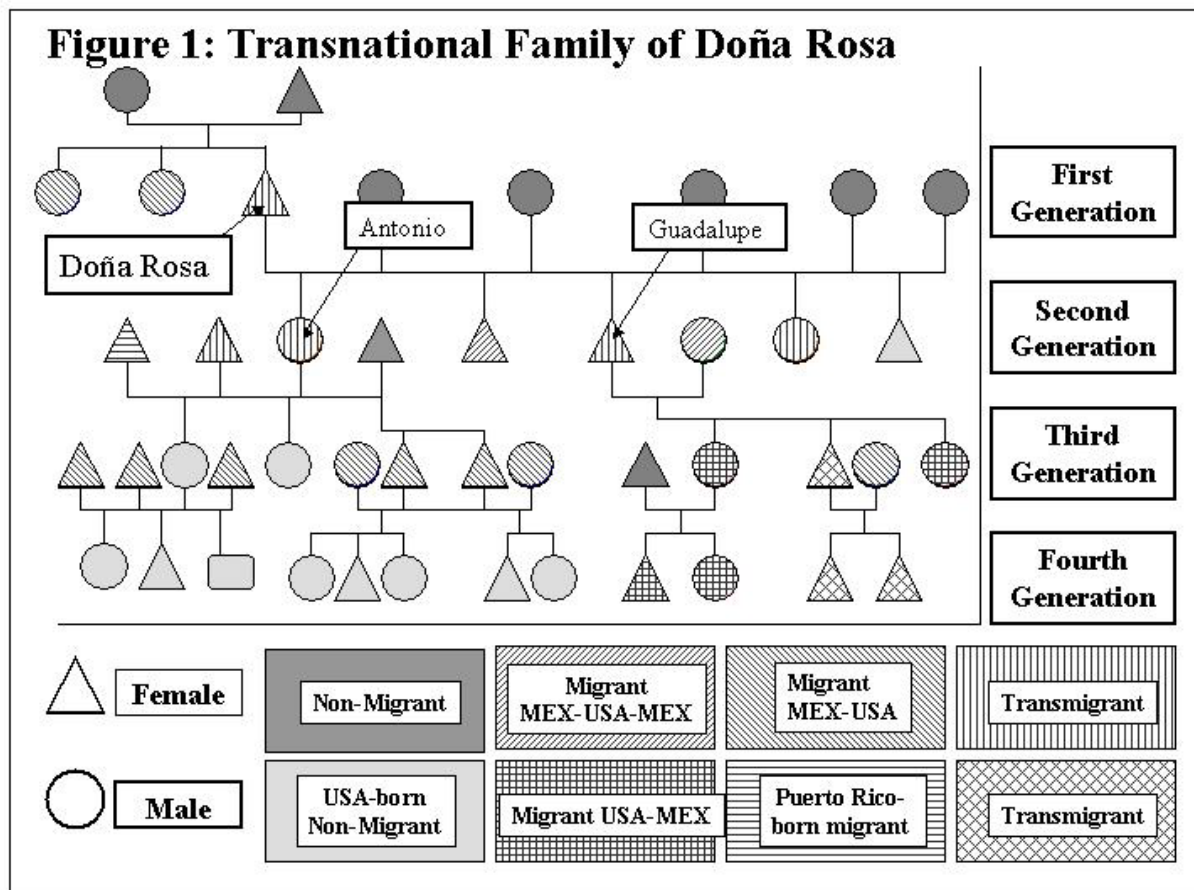 Figure 1: Transnational Family of Doña Rosa
First
Generation
Antonio
Guadalupe
Doña Rosa
Second
Generation
Third
Generation
Fourth
Generation
Female
Non-Migrant
Migrant
MEX-USA-MEX
Migrant
MEX-USA
Transmigrant
Male
USA-born
Non-Migrant
Migrant USA-MEX
Puerto Rico-
born migrant
Transmigrant